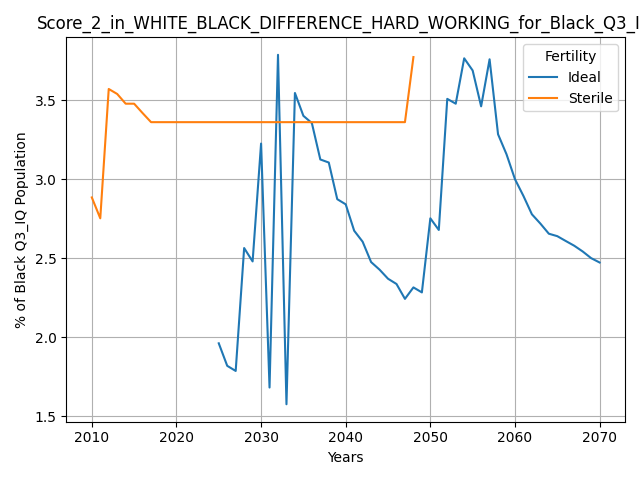 Score_2_in_WHITE_BLACK_DIFFERENCE_HARD_WORKING_for_Black_Q3_I
% of Black Q3_IQ Population
3.5
3.0
2.5
2.0
1.5
Fertility
Ideal
Sterile
2010 2020 2030 2040 2050 2060 2070
Years